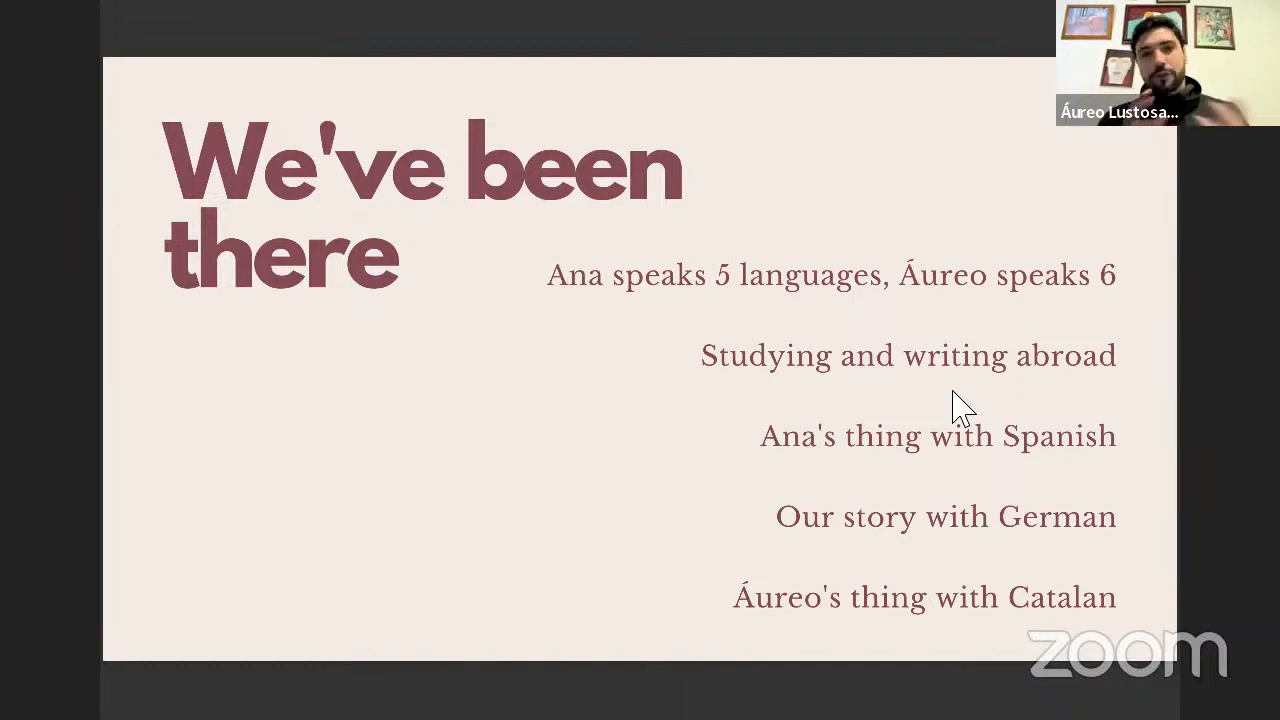 Áureo Lustosa...
We've been
there
Ana speaks 5 languages, Áureo speaks 6
Studying and writing abroad
Ana's thing with Spanish
Our story with German
Áureo's thing with Catalan
zoom